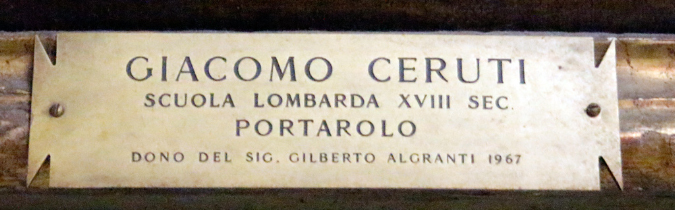 GIACOMO CERUTI
SCUOLA LOMBARDA XVIII SEC.
PORTAROLO
DONO DEL SIG. GILBERTO ALGRANTI 1967